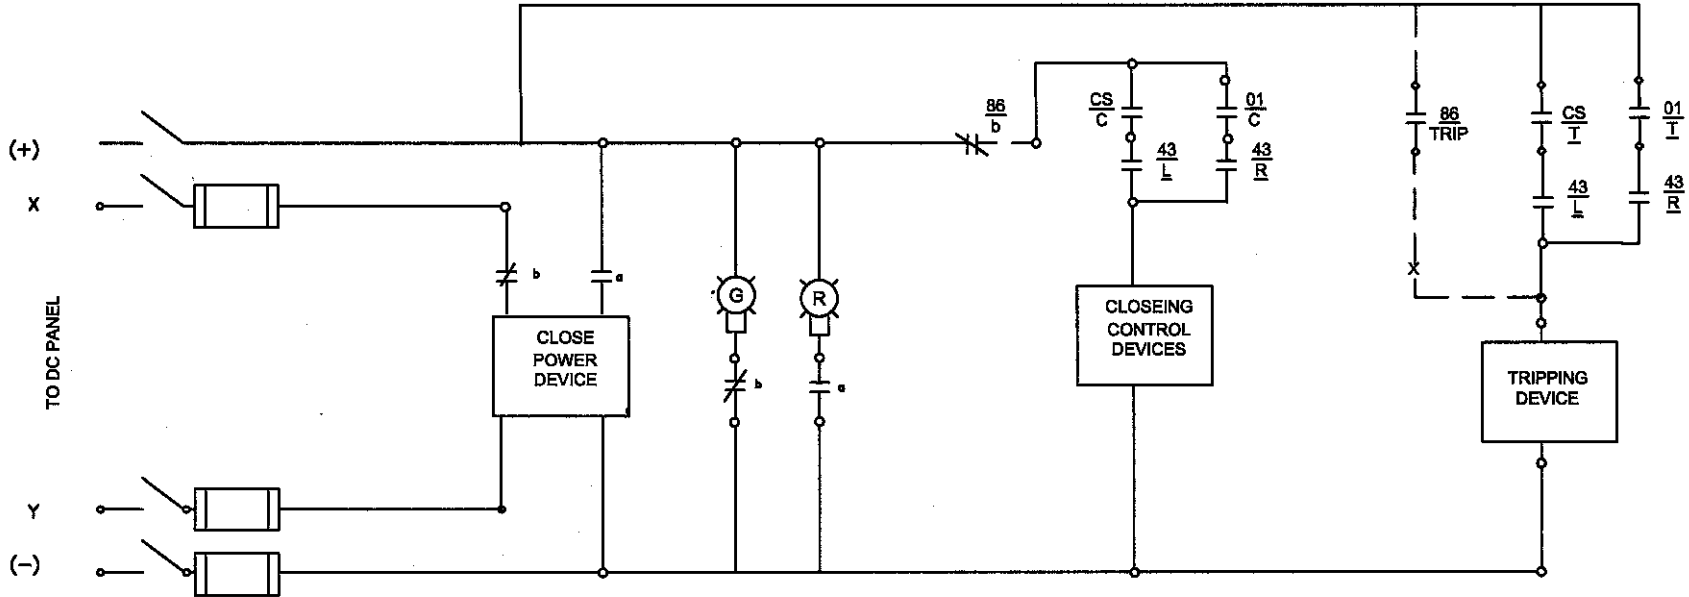 86
b
CS
C
01
C
43
L
43
R
86
TRIP
CS
T
01
T
43
L
43
R
(+)
X
b
a
G
R
X
TO DC PANEL
CLOSE
POWER
DEVICE
CLOSEING
CONTROL
DEVICES
b
a
TRIPPING
DEVICE
Y
(-)